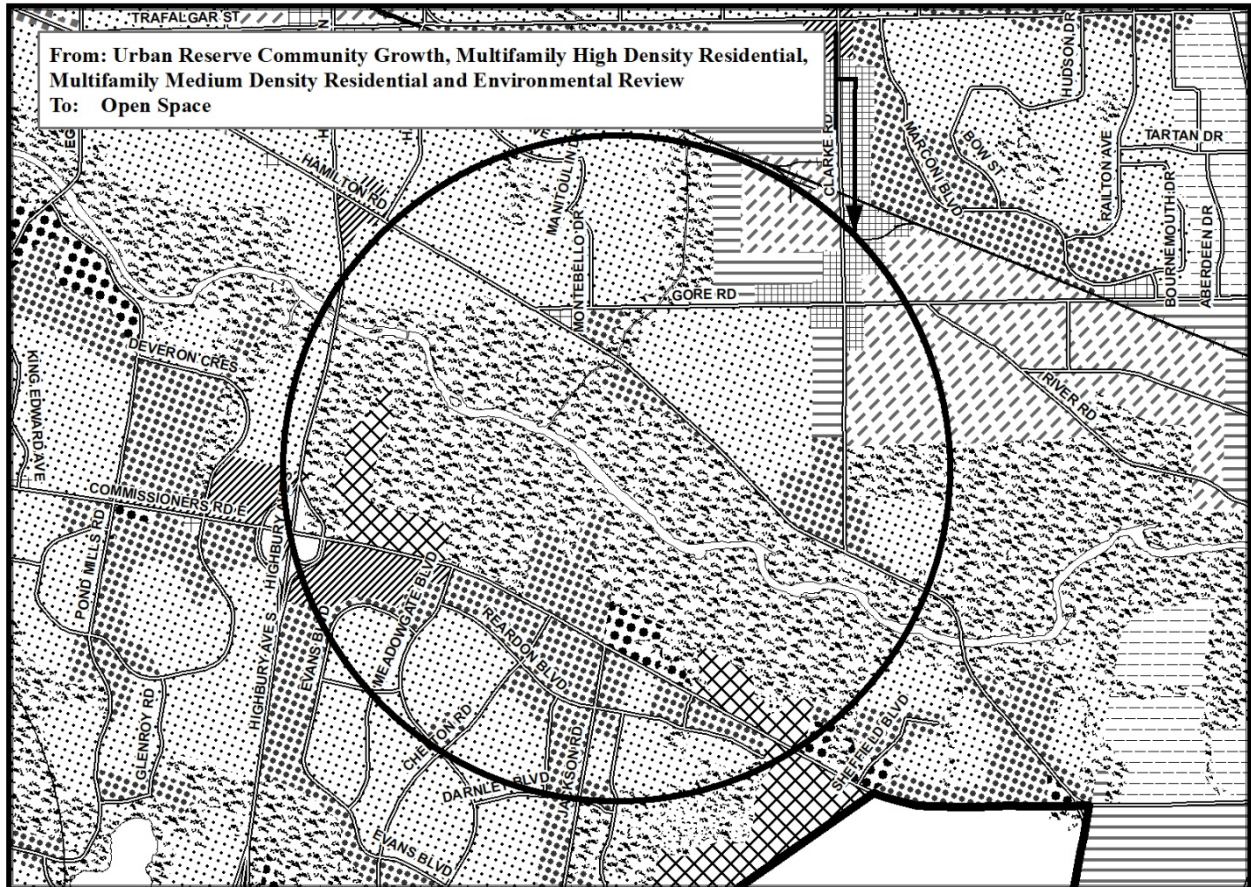 TRAFALGAR ST
From: Urban Reserve Community Growth, Multifamily High Density Residential,
Multifamily Medium Density Residential and Environmental Review
To: Open Space
HUDSON DR
CLARKE RD
MARCONI BLVD
BOW ST
RAILTON AVE
TARTAN DR
BOURNEMOUTH DR
ABERDEEN DR
HAMILTON RD
MANITOULIN DR
MONTEBELLO DR
GORE RD
RIVER RD
DEVERON CRES
KING EDWARD AVE
COMMISSIONERS RD E
POND MILLS RD
HIGHBURY AVE S
HIGHBURY AVE S
EVANS BLVD
MEADOWGATE BLVD
REARDON BLVD
GLENROY RD
CHELTON RD
DARNLEY BLVD
JACKSON RD
SHEFFIELD BLVD
EVANS BLVD